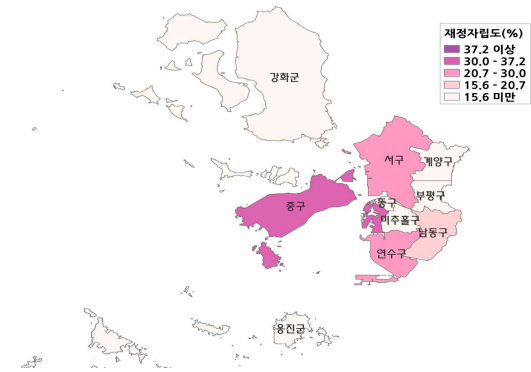 재정자립도(%)
37.2 이상
30.0 - 37.2
20.7 - 30.0
15.6 - 20.7
15.6 미만
강화군
서구
계양구
부평구
중구
동구
미추홀구
남동구
연수구
옹진군